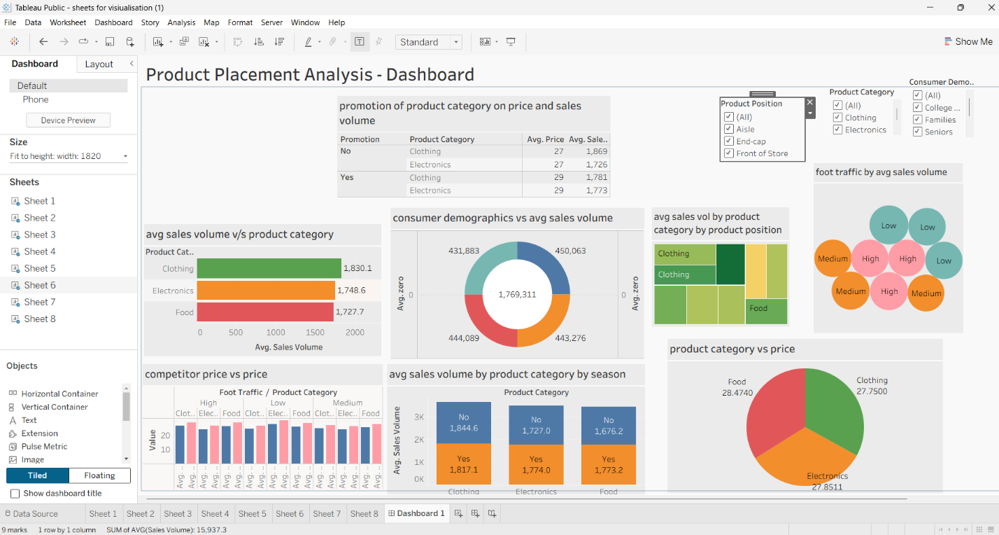 Tableau Public - sheets for visiualisation (1)
File Data Worksheet Dashboard Story Analysis Map Format Server Window Help
Standard
Show Me
Dashboard Layout
Default
Phone
Device Preview
Size
Fit to height: width: 1820
Sheets
Sheet 1
Sheet 2
Sheet 3
Sheet 4
Sheet 5
Sheet 6
Sheet 7
Sheet 8
Objects
Horizontal Container
Vertical Container
Text
Extension
Pulse Metric
Image
Tiled Floating
Show dashboard title
Product Placement Analysis - Dashboard
promotion of product category on price and sales
volume
Promotion Product Category Avg. Price Avg. Sale..
No Clothing 27 1,869
Electronics 27 1,726
Yes Clothing 29 1,781
Electronics 29 1,773
Product Position
(All)
Aisle
End-cap
Front of Store
Product Category
(All)
Clothing
Electronics
Consumer Demo..
(All)
College ...
Families
Seniors
avg sales volume v/s product category
Product Cat..
Clothing 1,830.1
Electronics 1,748.6
Food 1,727.7
0 500 1000 1500 2000
Avg. Sales Volume
consumer demographics vs avg sales volume
431,883 450,063
Avg. zero 0 1,769,311 0 Avg. zero
444,089 443,276
avg sales vol by product
category by product position
Clothing
Clothing
Food
foot traffic by avg sales volume
Low Low
Medium High High Low
Medium High Medium
competitor price vs price
Foot Traffic / Product Category
High Low Medium
Clot.. Elec.. Food Clot.. Elec.. Food Clot.. Elec.. Food
Value
20
10
Avg. .. Avg. .. Avg. .. Avg. .. Avg. .. Avg. .. Avg. .. Avg. .. Avg. .. Avg. .. Avg. .. Avg. .. Avg. .. Avg. .. Avg. .. Avg. .. Avg. .. Avg. ..
avg sales volume by product category by season
Product Category
Avg. Sales Volume
3K
2K
1K
0K
No No No
1,844.6 1,727.0 1,676.2
Yes Yes Yes
1,817.1 1,774.0 1,773.2
Clothing Electronics Food
product category vs price
Food
28.4740
Clothing
27.7500
Electronics
27.8511
Data Source Sheet 1 Sheet 2 Sheet 3 Sheet 4 Sheet 5 Sheet 6 Sheet 7 Sheet 8 Dashboard 1
9 marks 1 row by 1 column SUM of AVG(Sales Volume): 15,937.3